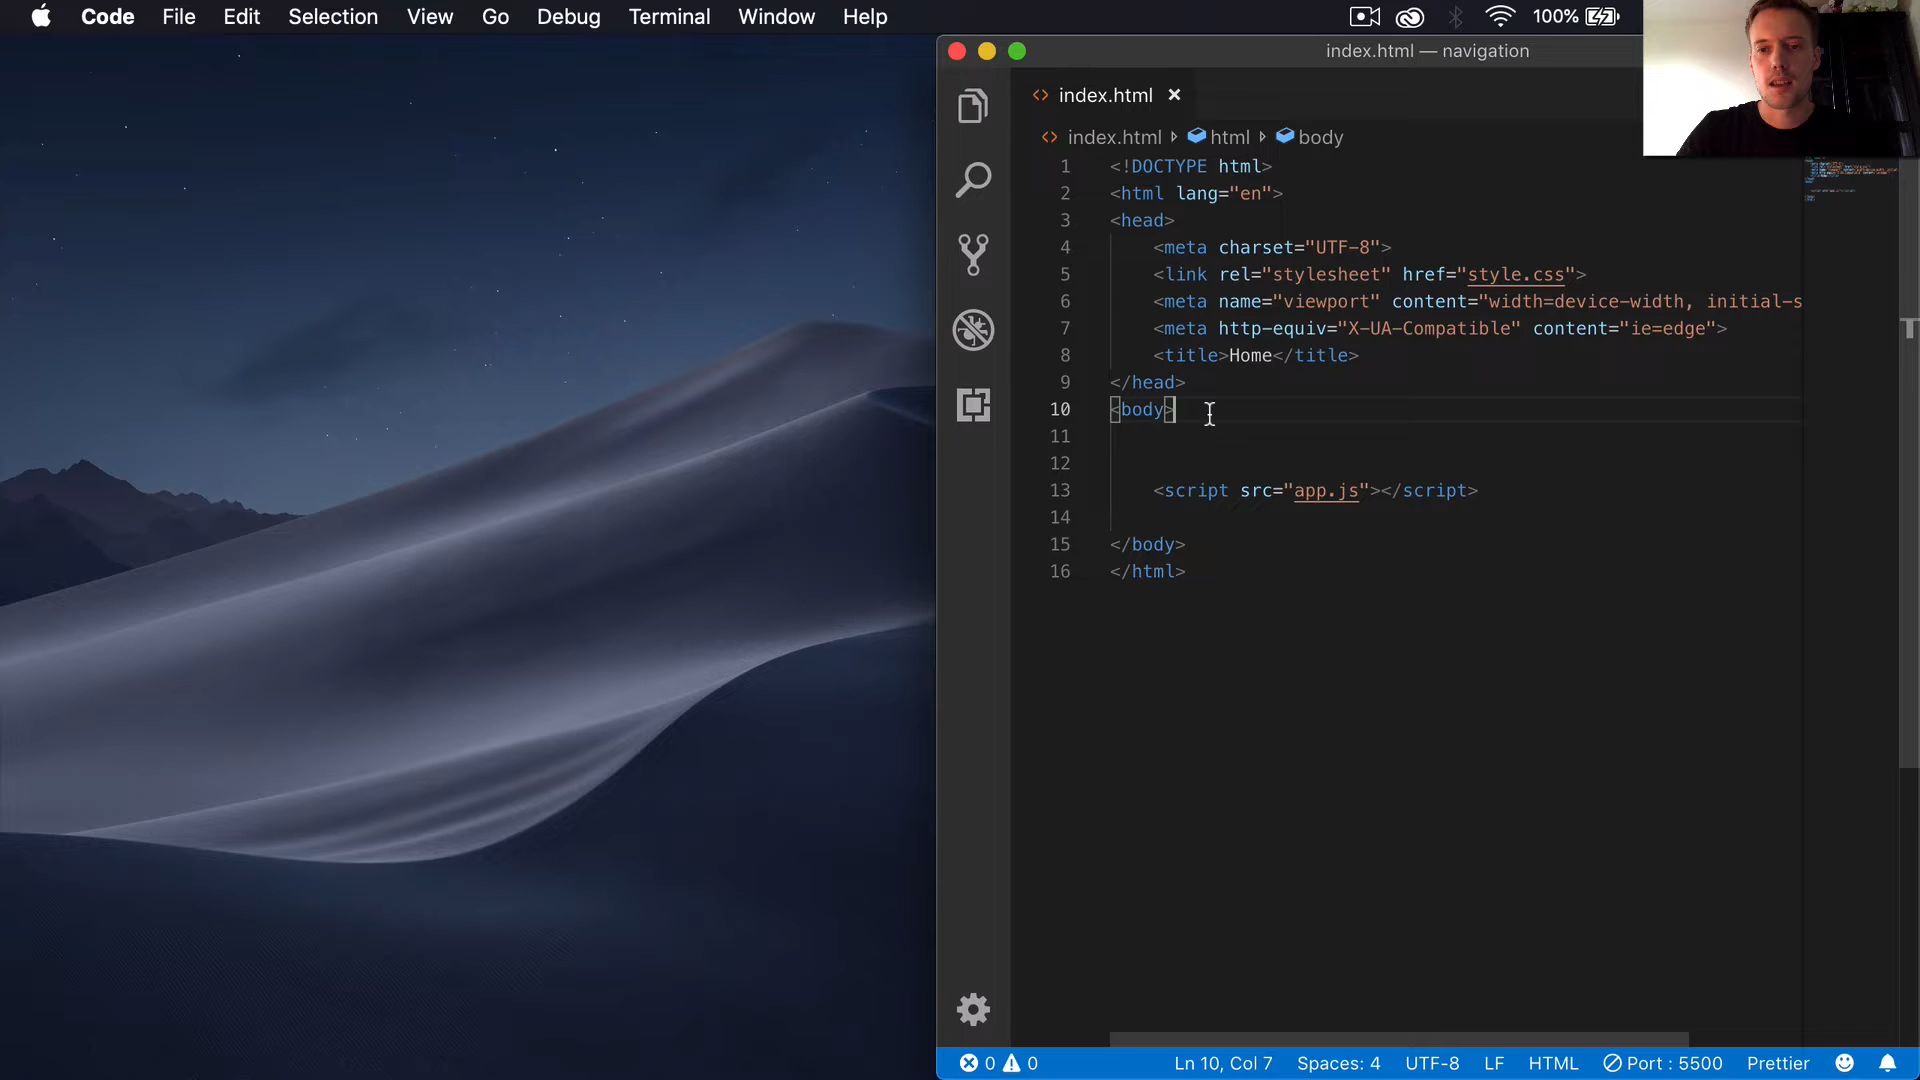 Code File Edit Selection View Go Debug Terminal Window Help 100%
index.html — navigation
index.html
index.html html body
1 <!DOCTYPE html>
2 <html lang="en">
3 <head>
4 <meta charset="UTF-8">
5 <link rel="stylesheet" href="style.css">
6 <meta name="viewport" content="width=device-width, initial-s
7 <meta http-equiv="X-UA-Compatible" content="ie=edge">
8 <title>Home</title>
9 </head>
10 <body>
11
12
13 <script src="app.js"></script>
14
15 </body>
16 </html>
0 0 Ln 10, Col 7 Spaces: 4 UTF-8 LF HTML Port : 5500 Prettier